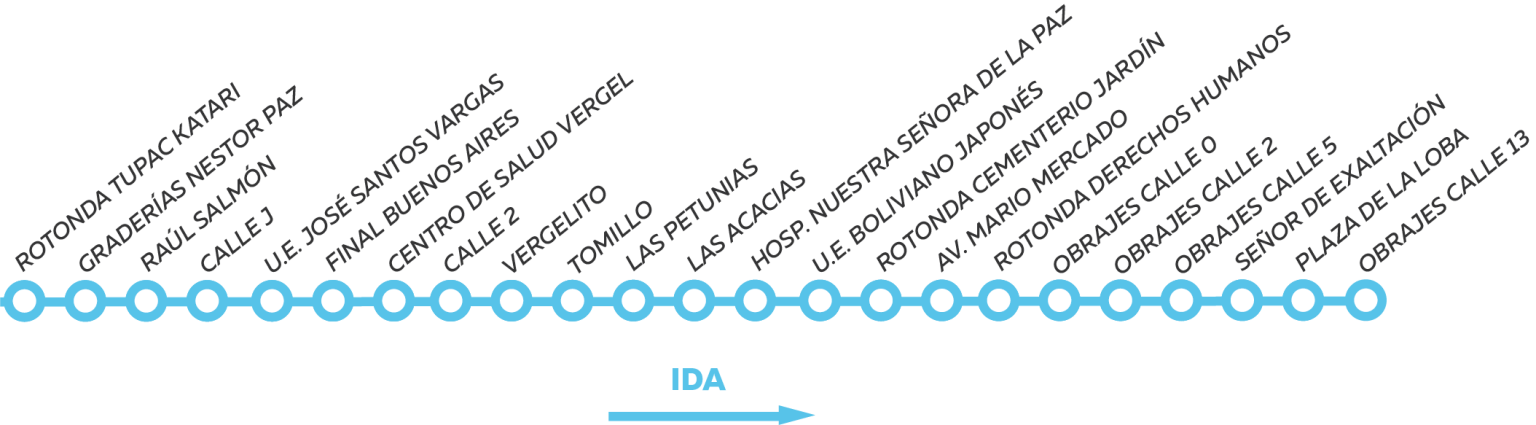 ROTONDA TUPAC KATARI
GRADERÍAS NESTOR PAZ
RAÚL SALMÓN
CALLE J
U.E. JOSÉ SANTOS VARGAS
FINAL BUENOS AIRES
CENTRO DE SALUD VERGEL
CALLE 2
VERGELITO
TOMILLO
LAS PETUNIAS
LAS ACACIAS
HOSP. NUESTRA SEÑORA DE LA PAZ
U.E. BOLIVIANO JAPONÉS
ROTONDA CEMENTERIO JARDÍN
AV. MARIO MERCADO
ROTONDA DERECHOS HUMANOS
OBRAJES CALLE 0
OBRAJES CALLE 2
OBRAJES CALLE 5
SEÑOR DE EXALTACIÓN
PLAZA DE LA LOBA
OBRAJES CALLE 13
IDA